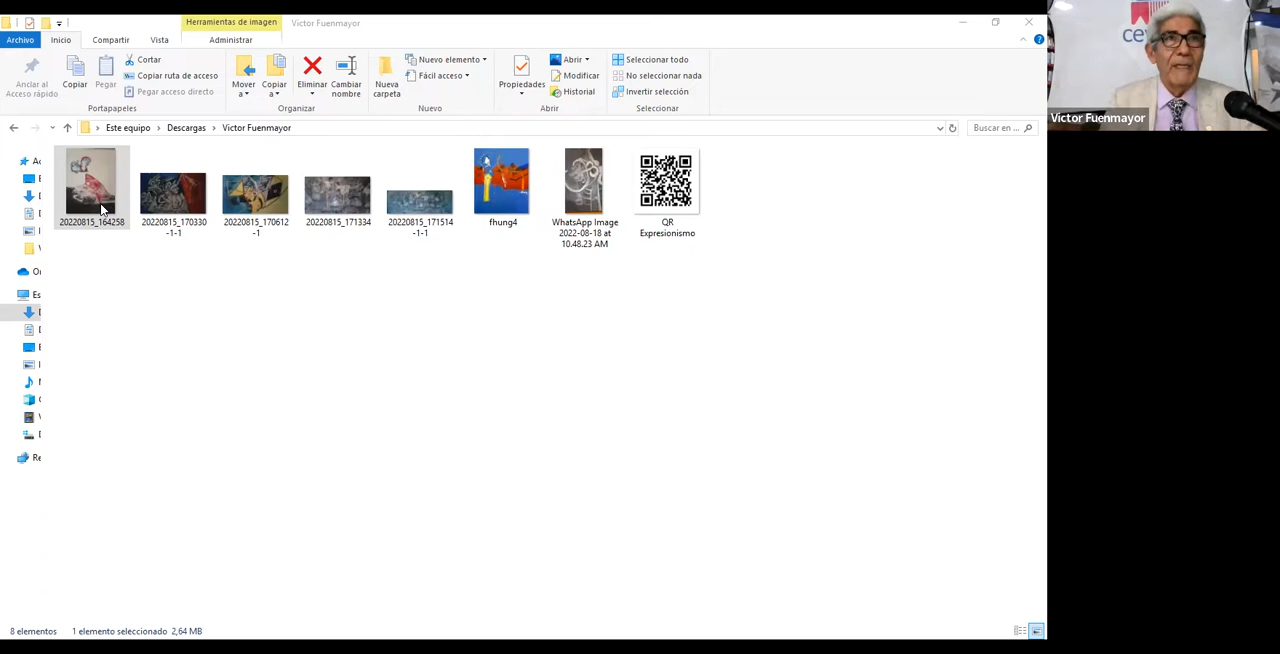 Herramientas de imagen
Victor Fuenmayor
Archivo
Inicio
Compartir
Vista
Administrar
Anclar al
Acceso rápido
Copiar
Pegar
Cortar
Copiar ruta de acceso
Pegar acceso directo
Portapapeles
Mover
a
Copiar
a
Eliminar
Cambiar
nombre
Organizar
Nueva
carpeta
Nuevo elemento
Fácil acceso
Nuevo
Propiedades
Abrir
Modificar
Historial
Abrir
Seleccionar todo
No seleccionar nada
Invertir selección
Seleccionar
Este equipo > Descargas > Victor Fuenmayor
Buscar en ...
20220815_164258
20220815_170330
-1-1
20220815_170612
-1
20220815_171334
20220815_171514
-1-1
fhung4
WhatsApp Image
2022-08-18 at
10.48.23 AM
QR
Expresionismo
8 elementos
1 elemento seleccionado 2,64 MB
Victor Fuenmayor